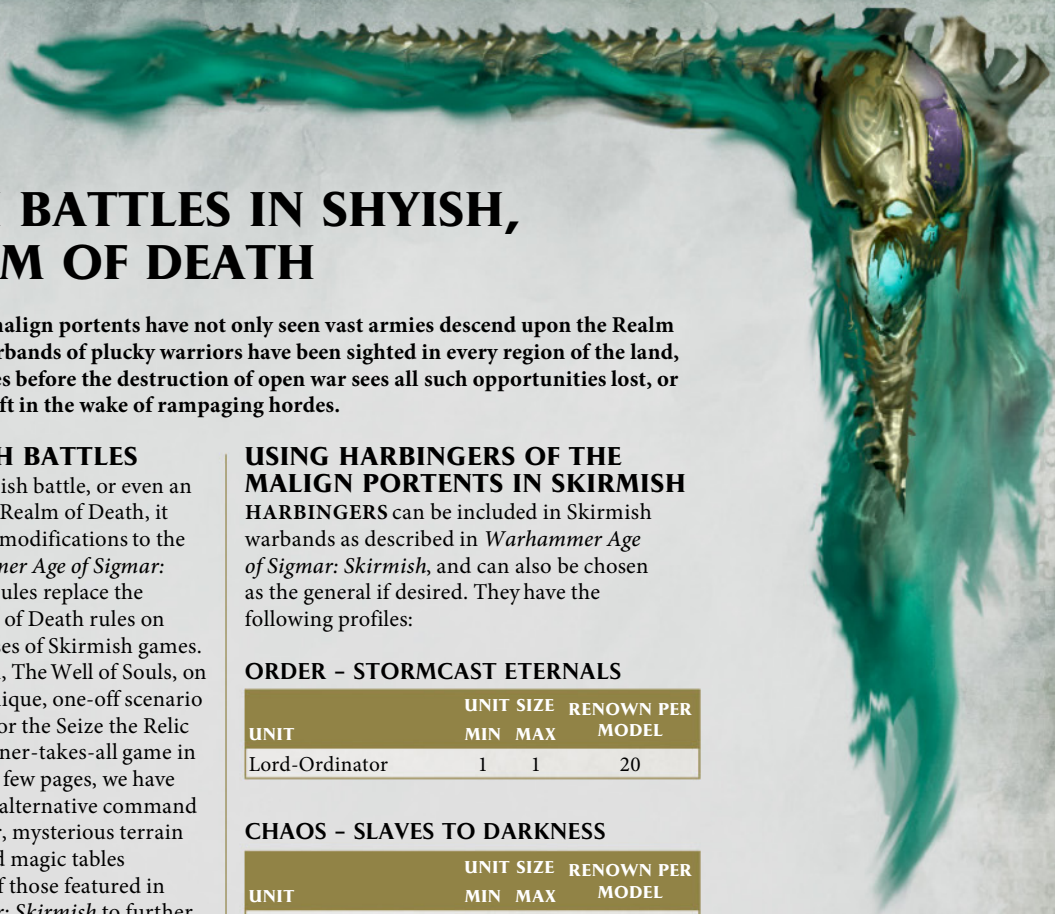 BATTLES IN SHYISH,
M OF DEATH
malign portents have not only seen vast armies descend upon the Realm
rbands of plucky warriors have been sighted in every region of the land,
es before the destruction of open war sees all such opportunities lost, or
ft in the wake of rampaging hordes.
H BATTLES
ish battle, or even an
Realm of Death, it
modifications to the
mer Age of Sigmar:
ules replace the
of Death rules on
ses of Skirmish games.
, The Well of Souls, on
nique, one-off scenario
or the Seize the Relic
ner-takes-all game in
few pages, we have
alternative command
, mysterious terrain
d magic tables
f those featured in
r: Skirmish to further
USING HARBINGERS OF THE
MALIGN PORTENTS IN SKIRMISH
HARBINGERS can be included in Skirmish
warbands as described in Warhammer Age
of Sigmar: Skirmish, and can also be chosen
as the general if desired. They have the
following profiles:
ORDER – STORMCAST ETERNALS
UNIT SIZE RENOWN PER
UNIT MIN MAX MODEL
Lord-Ordinator 1 1 20
CHAOS – SLAVES TO DARKNESS
UNIT SIZE RENOWN PER
UNIT MIN MAX MODEL